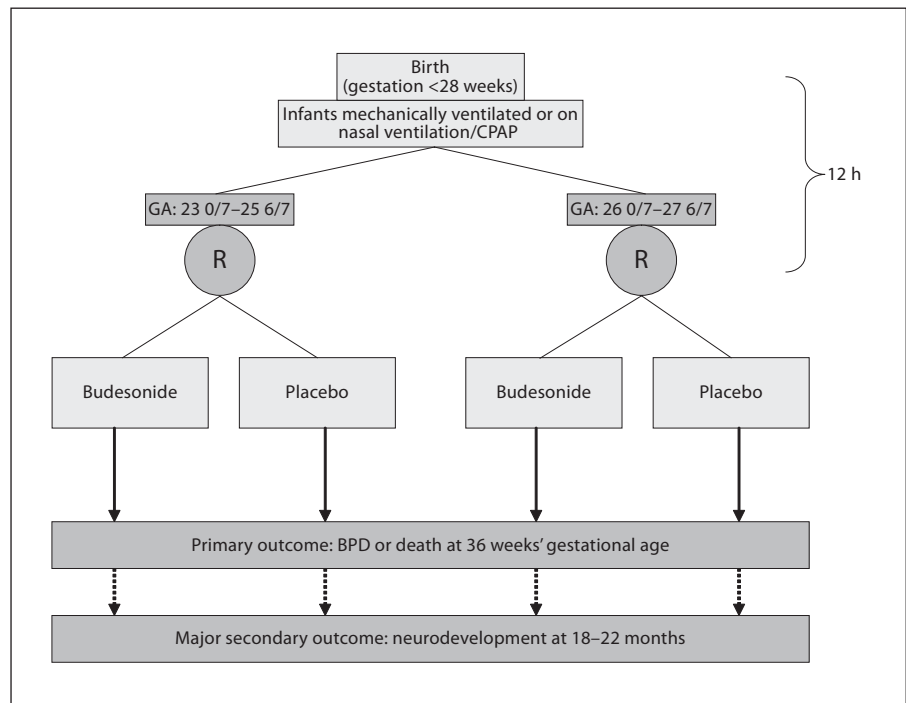 Birth
(gestation <28 weeks)
Infants mechanically ventilated or on
nasal ventilation/CPAP
12 h
GA: 23 0/7–25 6/7
GA: 26 0/7–27 6/7
R
R
Budesonide
Placebo
Budesonide
Placebo
Primary outcome: BPD or death at 36 weeks’ gestational age
Major secondary outcome: neurodevelopment at 18–22 months